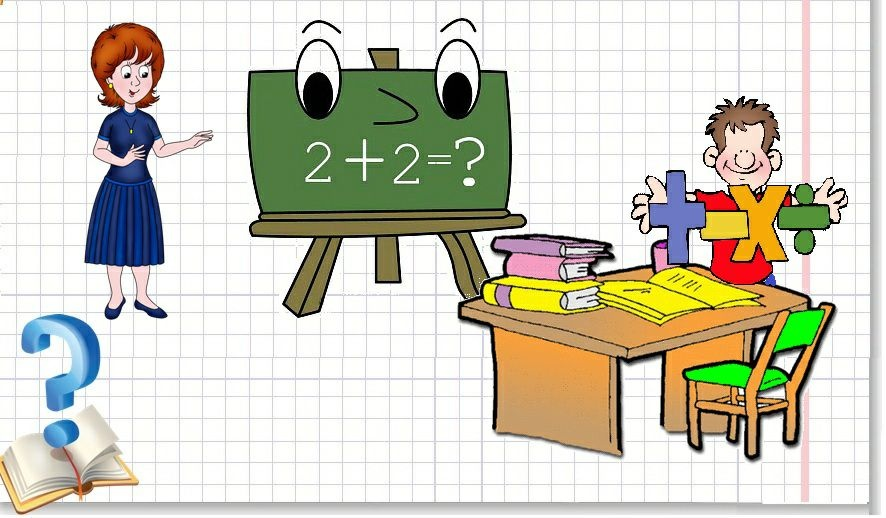 2+2=?
+ - x ÷
?